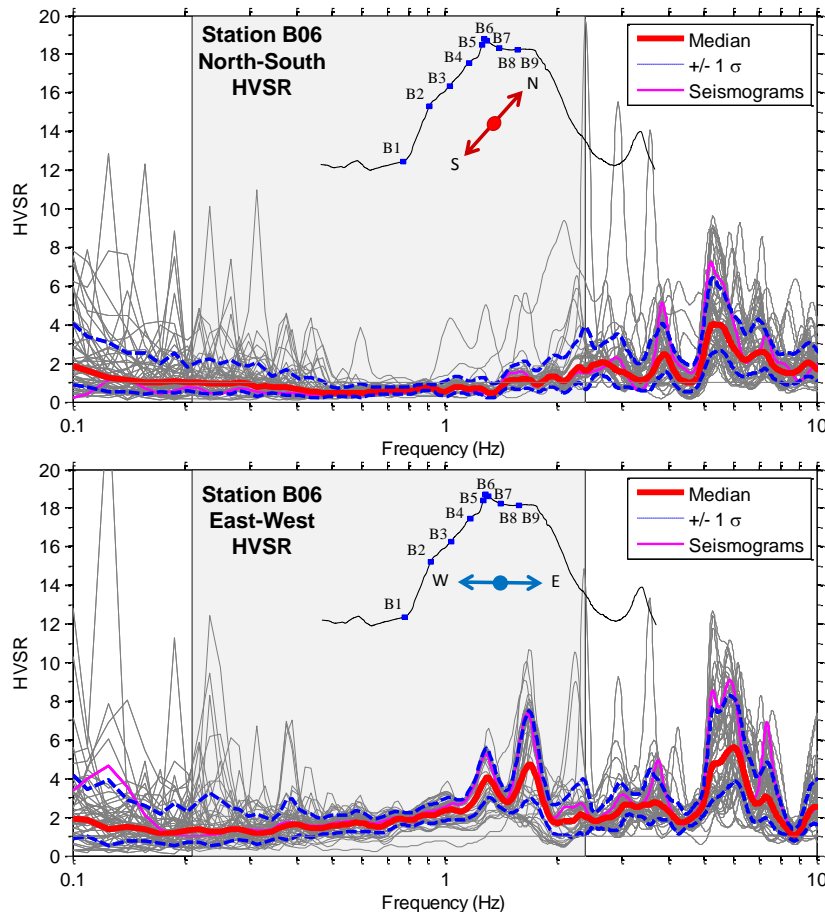 20
18
16
14
12
10
8
6
4
2
0
HVSR
Station B06
North-South
HVSR
B1
B2
B3
B4
B5
B6
B7
B8 B9
N
S
Median
+/- 1 σ
Seismograms
0.1
1
10
Frequency (Hz)
20
18
16
14
12
10
8
6
4
2
0
HVSR
Station B06
East-West
HVSR
B1
B2
B3
B4
B5
B6
B7
B8 B9
W
E
Median
+/- 1 σ
Seismograms
0.1
1
10
Frequency (Hz)